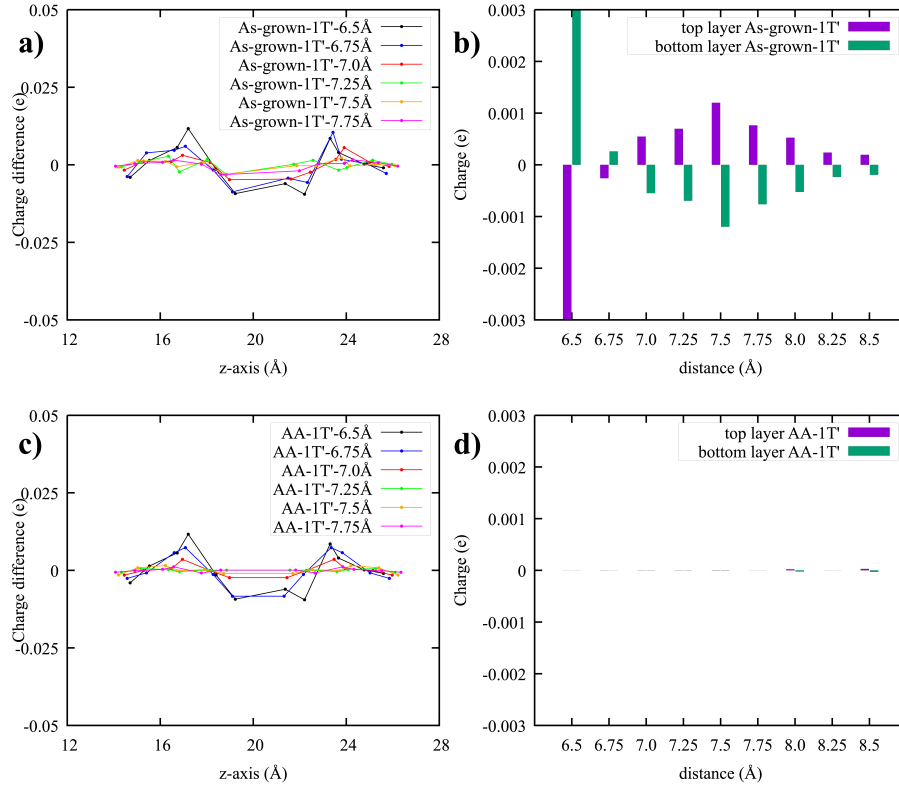 a)
Charge difference (e)
0.05
0.025
0
-0.025
-0.05
As-grown-1T'-6.5Å
As-grown-1T'-6.75Å
As-grown-1T'-7.0Å
As-grown-1T'-7.25Å
As-grown-1T'-7.5Å
As-grown-1T'-7.75Å
12 16 20 24 28
z-axis (Å)
b)
Charge (e)
0.003
0.002
0.001
0.000
-0.001
-0.002
-0.003
top layer As-grown-1T'
bottom layer As-grown-1T'
6.5 6.75 7.0 7.25 7.5 7.75 8.0 8.25 8.5
distance (Å)
c)
Charge difference (e)
0.05
0.025
0
-0.025
-0.05
AA-1T'-6.5Å
AA-1T'-6.75Å
AA-1T'-7.0Å
AA-1T'-7.25Å
AA-1T'-7.5Å
AA-1T'-7.75Å
12 16 20 24 28
z-axis (Å)
d)
Charge (e)
0.003
0.002
0.001
0.000
-0.001
-0.002
-0.003
top layer AA-1T'
bottom layer AA-1T'
6.5 6.75 7.0 7.25 7.5 7.75 8.0 8.25 8.5
distance (Å)